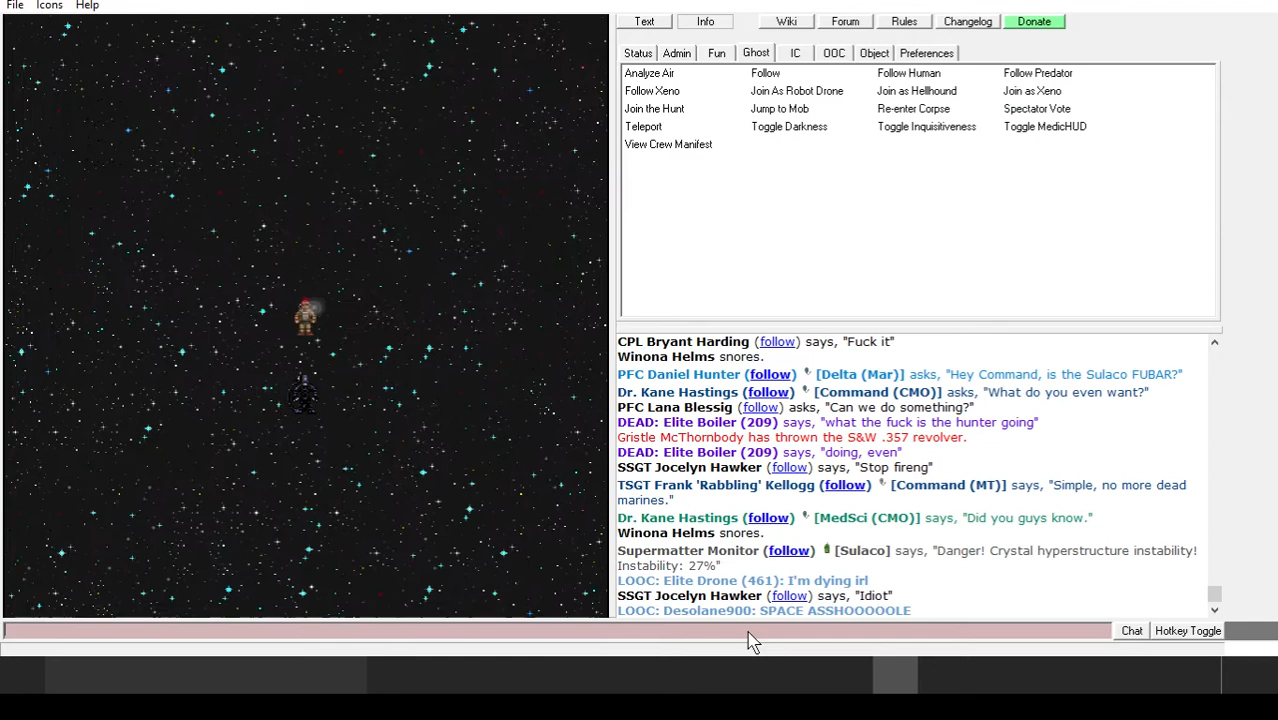 File Icons Help
Text Info Wiki Forum Rules Changelog Donate
Status Admin Fun Ghost IC OOC Object Preferences
Analyze Air Follow Follow Human Follow Predator
Follow Xeno Join As Robot Drone Join as Hellhound Join as Xeno
Join the Hunt Jump to Mob Re-enter Corpse Spectator Vote
Teleport Toggle Darkness Toggle Inquisitiveness Toggle MedicHUD
View Crew Manifest
CPL Bryant Harding (follow) says, "Fuck it"
Winona Helms snores.
PFC Daniel Hunter (follow) [Delta (Mar)] asks, "Hey Command, is the Sulaco FUBAR?"
Dr. Kane Hastings (follow) [Command (CMO)] asks, "What do you even want?"
PFC Lana Blessig (follow) asks, "Can we do something?"
DEAD: Elite Boiler (209) says, "what the fuck is the hunter going"
Gristle McThornbody has thrown the S&W .357 revolver.
DEAD: Elite Boiler (209) says, "doing, even"
SSGT Jocelyn Hawker (follow) says, "Stop fireng"
TSGT Frank 'Rabbling' Kellogg (follow) [Command (MT)] says, "Simple, no more dead
marines."
Dr. Kane Hastings (follow) [MedSci (CMO)] says, "Did you guys know."
Winona Helms snores.
Supermatter Monitor (follow) [Sulaco] says, "Danger! Crystal hyperstructure instability!
Instability: 27%"
LOOC: Elite Drone (461): I'm dying irl
SSGT Jocelyn Hawker (follow) says, "Idiot"
LOOC: Desolane900: SPACE ASSHOOOOOLE
Chat Hotkey Toggle